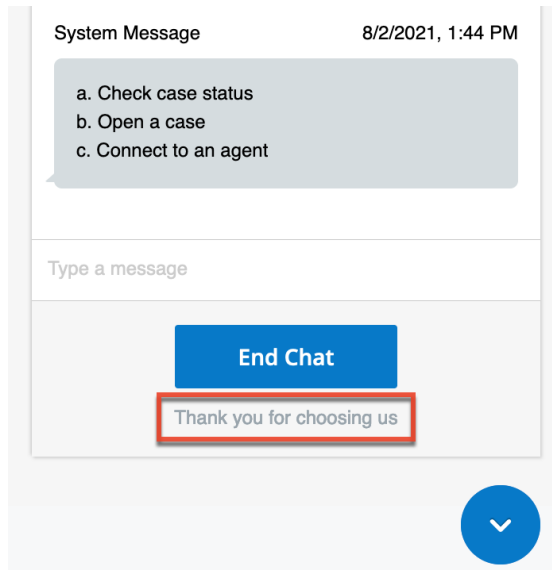 System Message 8/2/2021, 1:44 PM
a. Check case status
b. Open a case
c. Connect to an agent
Type a message
End Chat
Thank you for choosing us